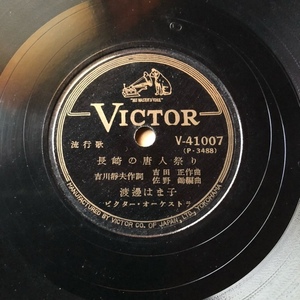 "HIS MASTER'S VOICE"
VICTOR
流行歌
V-41007
(P・3488)
長崎の唐人祭り
吉川靜夫作詞 吉田 正作曲
佐野 鋤編曲
渡邊はま子
ビクター・オーケストラ
MANUFACTURED BY VICTOR CO. OF JAPAN, LTD., YOKOHAMA